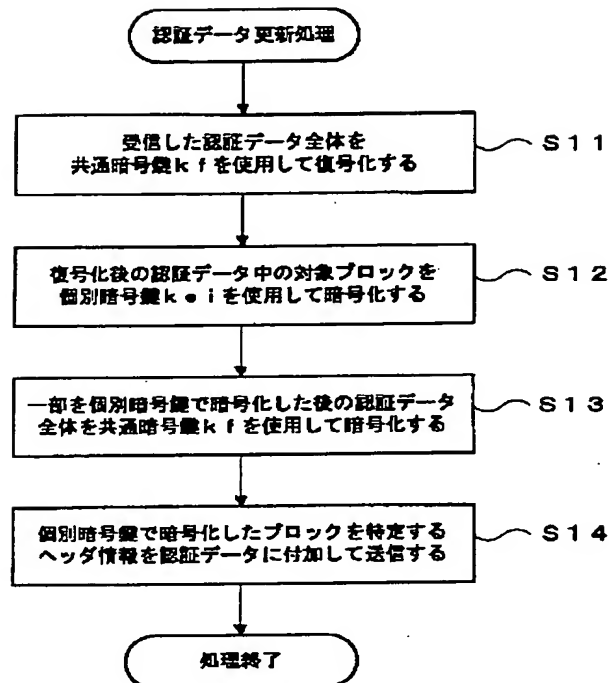 認証データ更新処理
受信した認証データ全体を
共通暗号鍵kfを使用して復号化する
S11
復号化後の認証データ中の対象ブロックを
個別暗号鍵keiを使用して暗号化する
S12
一部を個別暗号鍵で暗号化した後の認証データ
全体を共通暗号鍵kfを使用して暗号化する
S13
個別暗号鍵で暗号化したブロックを特定する
ヘッダ情報を認証データに付加して送信する
S14
処理終了